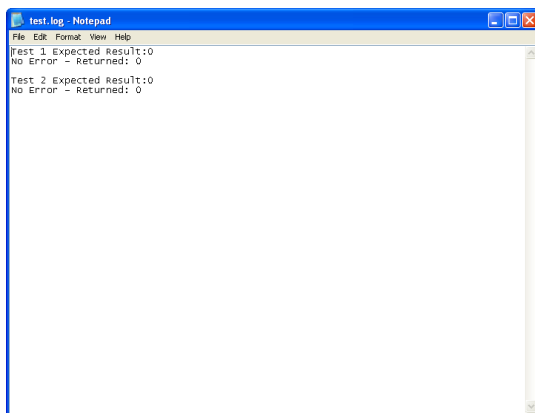 test.log - Notepad
File Edit Format View Help
Test 1 Expected Result:0
No Error - Returned: 0
Test 2 Expected Result:0
No Error - Returned: 0